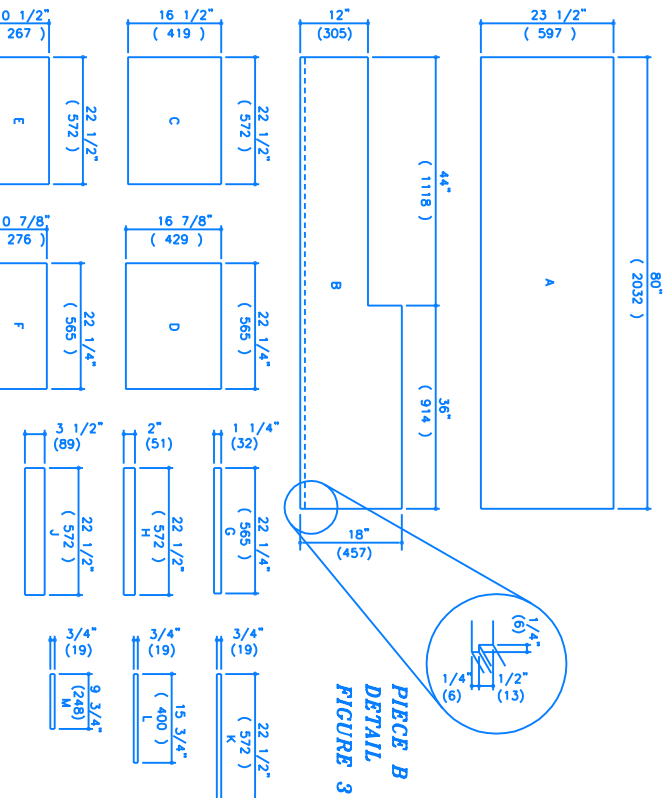 23 1/2"
( 597 )
80"
( 2032 )
A
12"
(305)
44"
( 1118 )
36"
( 914 )
B
18"
(457)
16 1/2"
( 419 )
22 1/2"
( 572 )
C
0 1/2"
267 )
22 1/2"
( 572 )
E
16 7/8"
( 429 )
22 1/4"
( 565 )
D
0 7/8"
276 )
22 1/4"
( 565 )
F
1 1/4"
(32)
22 1/4"
( 565 )
G
2"
(51)
22 1/2"
( 572 )
H
3 1/2"
(89)
22 1/2"
( 572 )
J
3/4"
(19)
22 1/2"
( 572 )
K
3/4"
(19)
15 3/4"
( 400 )
L
3/4"
(19)
9 3/4"
(248)
M
1/4"
(6)
1/4"
(6)
1/2"
(13)
PIECE B
DETAIL
FIGURE 3